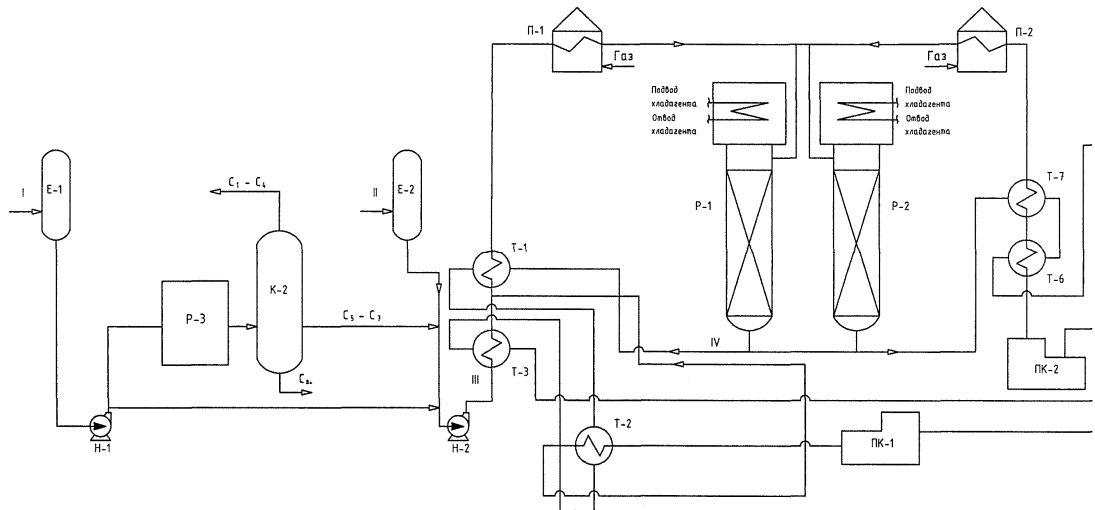 П-1
П-2
Газ
Газ
Подвод
хладагента
Отвод
хладагента
Подвод
хладагента
Отвод
хладагента
I
Е-1
С₁ - С₄
II
Е-2
Т-7
Р-1
Р-2
Т-1
К-2
Т-6
Р-3
С₅ - С₇
IV
ПК-2
Т-3
III
С₈₊
Т-2
Н-1
Н-2
ПК-1